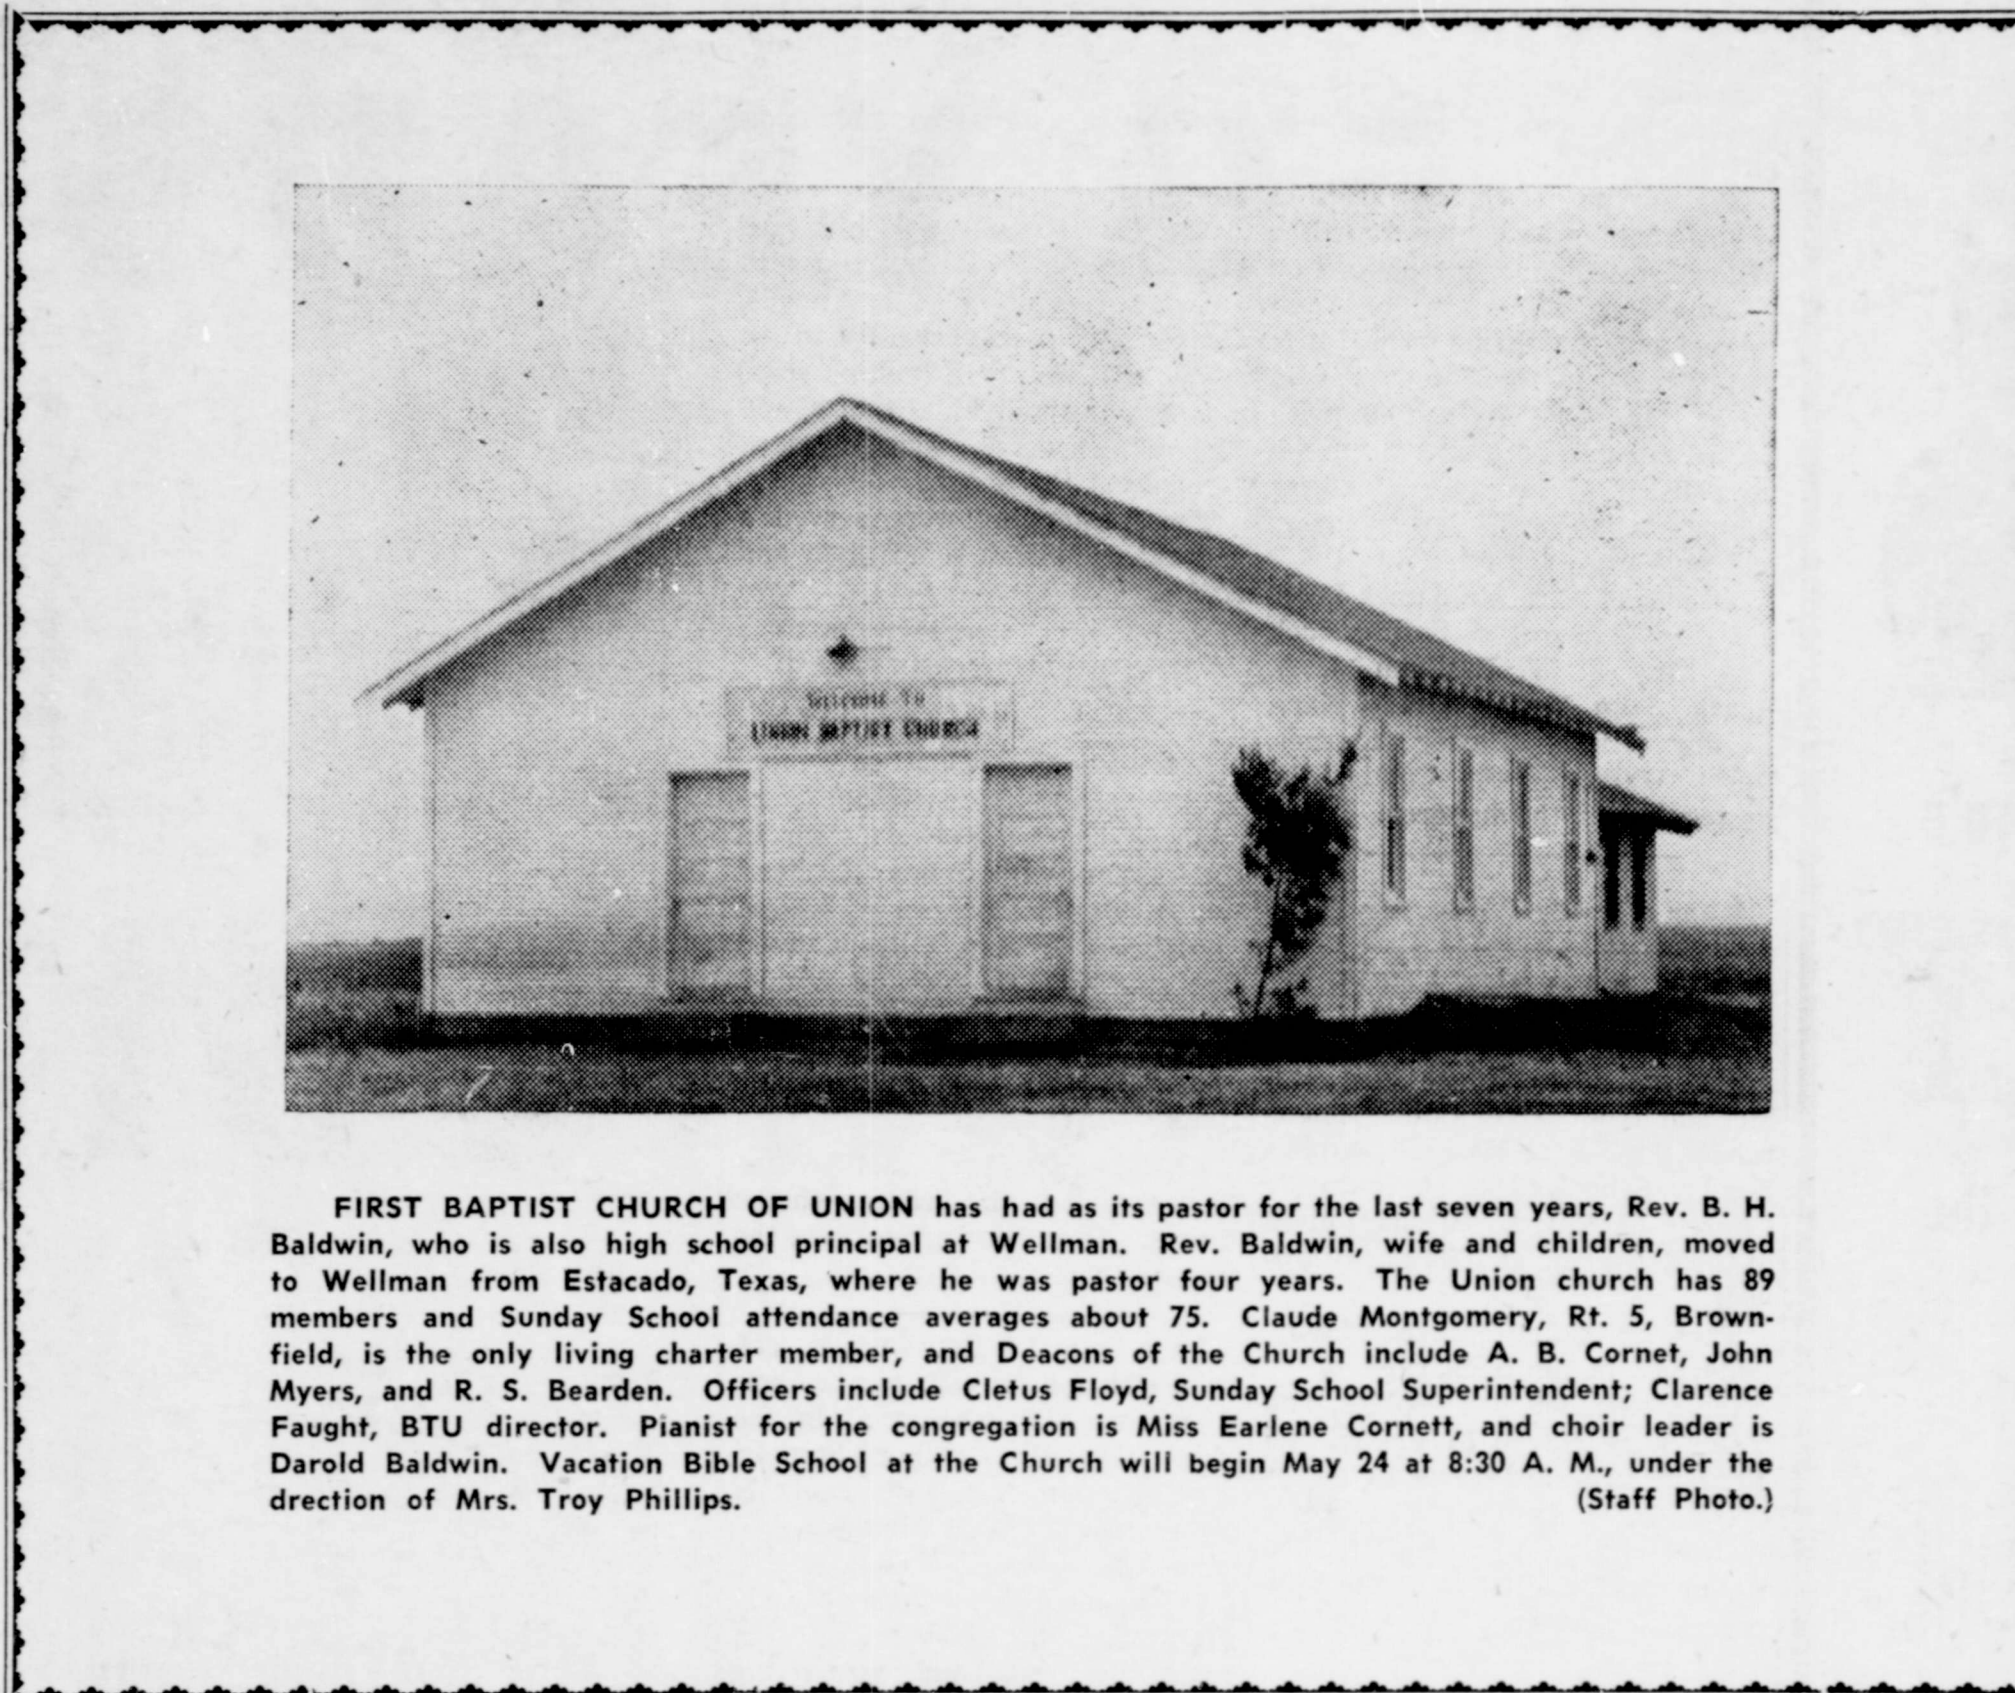 WELCOME TO
UNION BAPTIST CHURCH
FIRST BAPTIST CHURCH OF UNION has had as its pastor for the last seven years, Rev. B. H.
Baldwin, who is also high school principal at Wellman. Rev. Baldwin, wife and children, moved
to Wellman from Estacado, Texas, where he was pastor four years. The Union church has 89
members and Sunday School attendance averages about 75. Claude Montgomery, Rt. 5, Brown-
field, is the only living charter member, and Deacons of the Church include A. B. Cornet, John
Myers, and R. S. Bearden. Officers include Cletus Floyd, Sunday School Superintendent; Clarence
Faught, BTU director. Pianist for the congregation is Miss Earlene Cornett, and choir leader is
Darold Baldwin. Vacation Bible School at the Church will begin May 24 at 8:30 A. M., under the
drection of Mrs. Troy Phillips. (Staff Photo.)